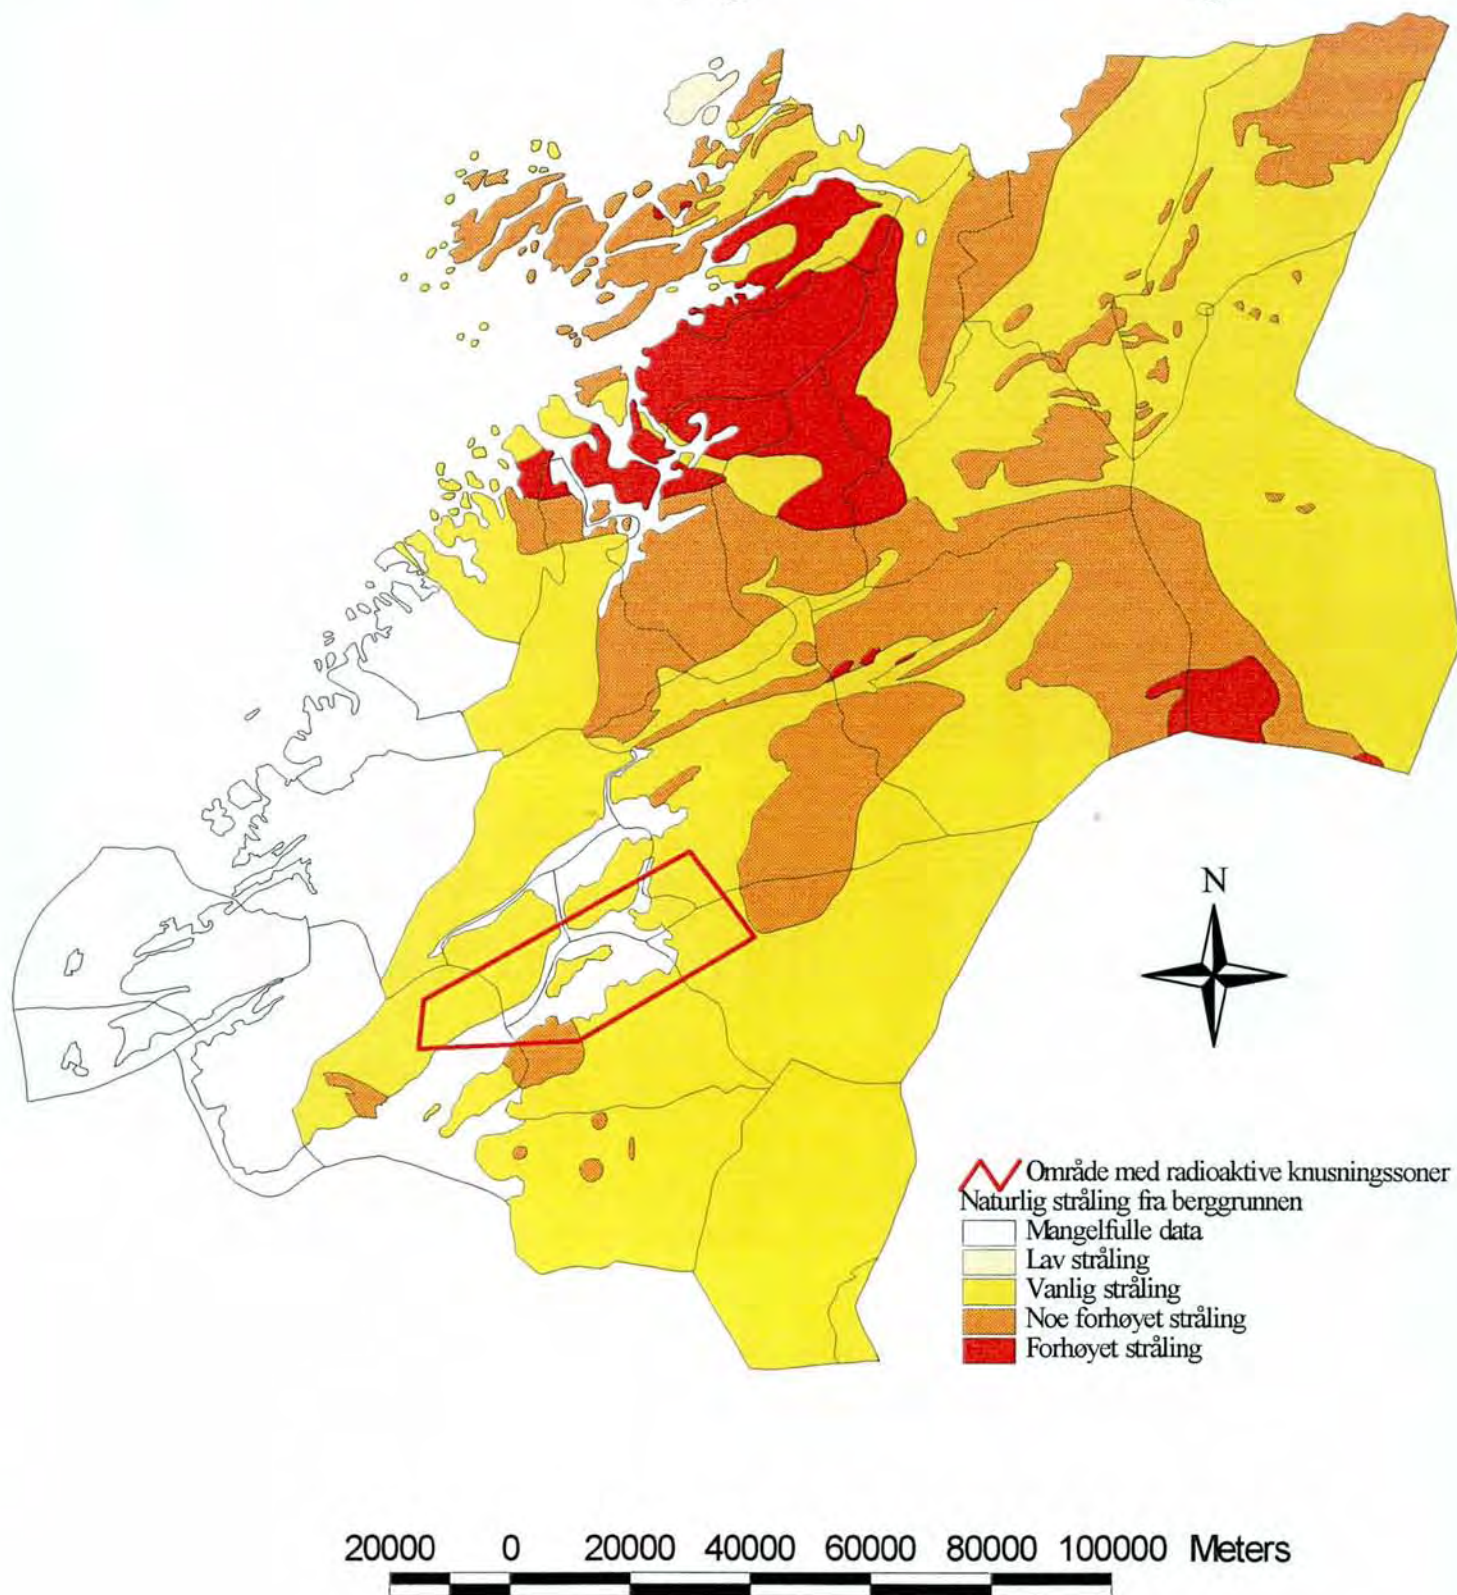 N
Område med radioaktive knusningssoner
Naturlig stråling fra berggrunnen
Mangelfulle data
Lav stråling
Vanlig stråling
Noe forhøyet stråling
Forhøyet stråling
20000 0 20000 40000 60000 80000 100000 Meters